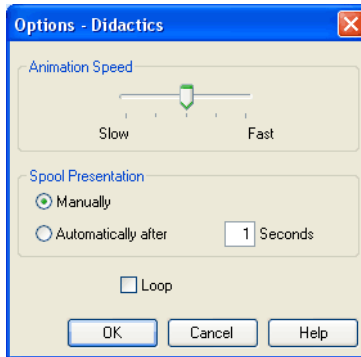 Options - Didactics
Animation Speed
Slow Fast
Spool Presentation
Manually
Automatically after 1 Seconds
Loop
OK Cancel Help